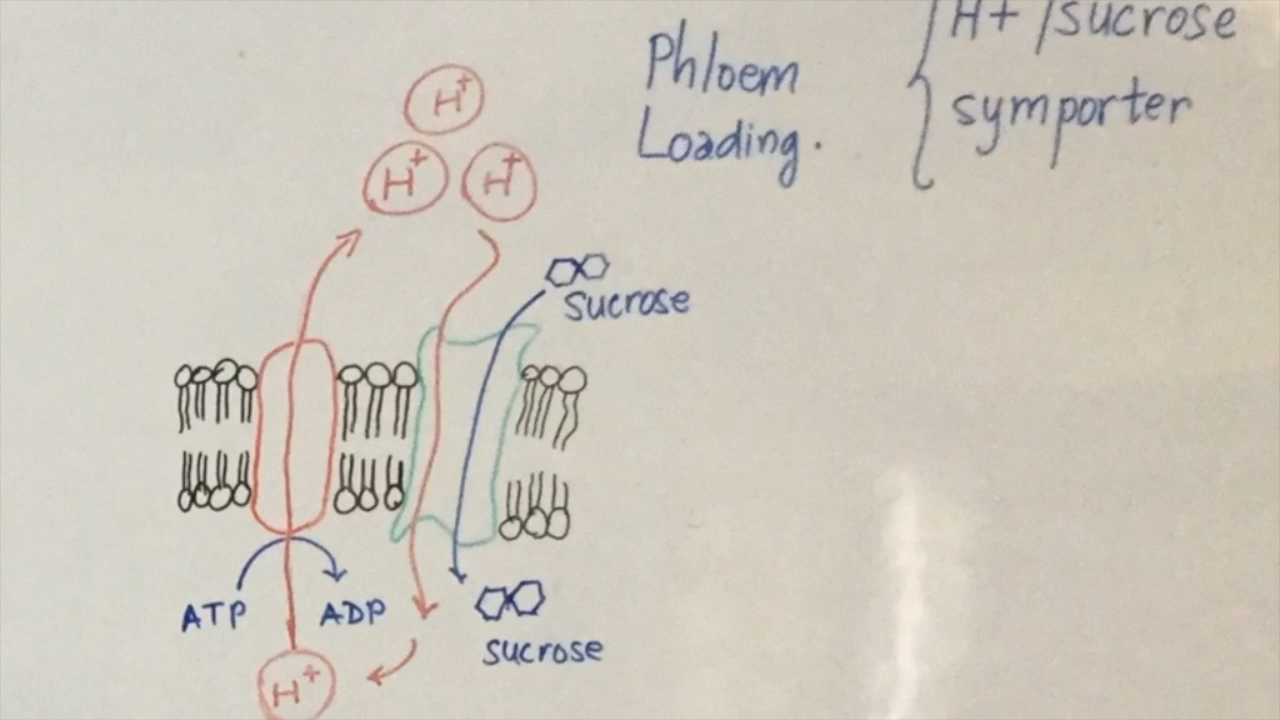 H+ /sucrose
symporter
Phloem
Loading.
H+
H+
H+
sucrose
ATP
ADP
sucrose
H+